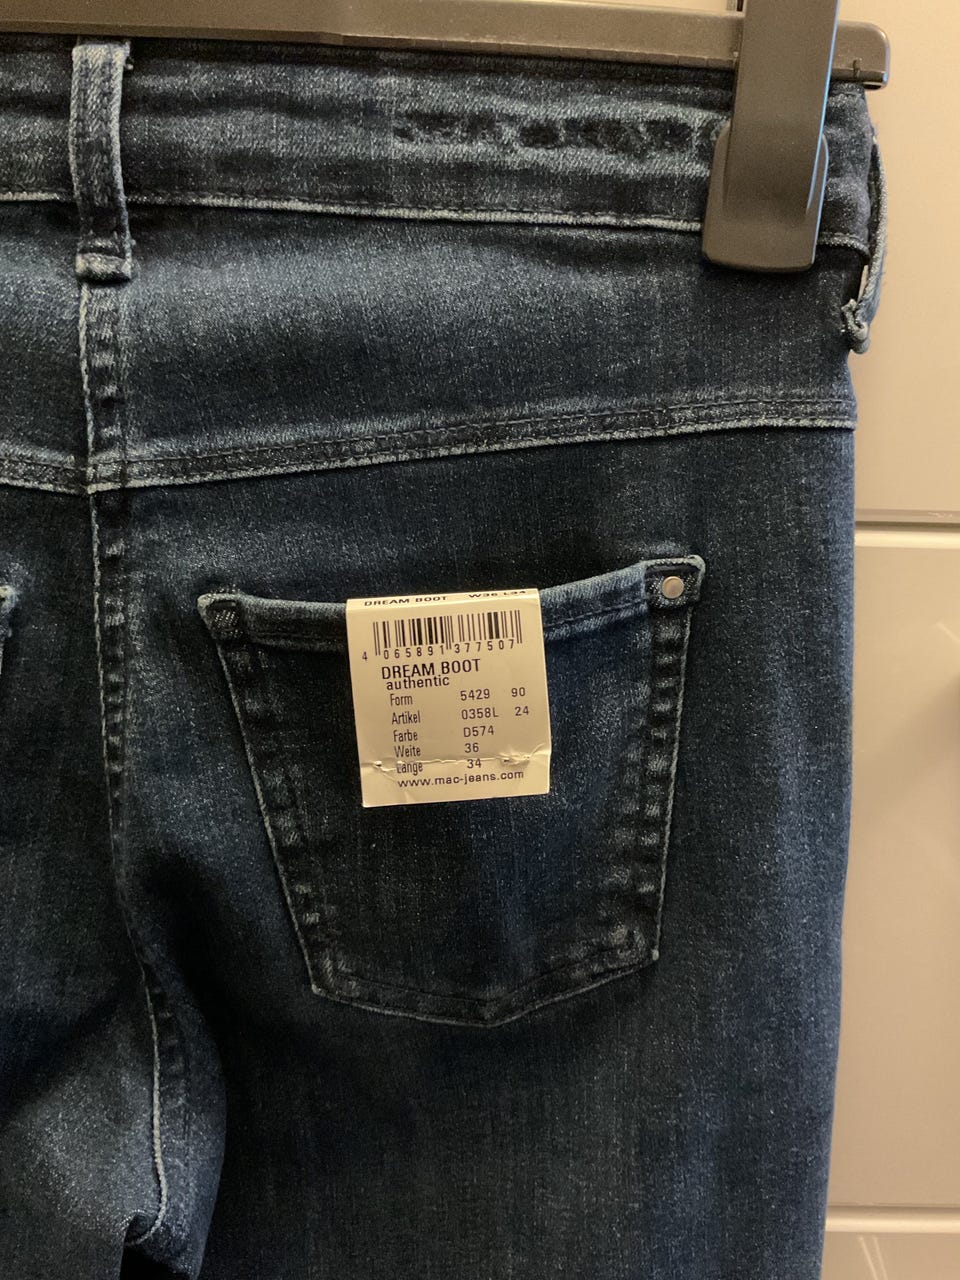 DREAM BOOT W36 L34
4 065891 377507
DREAM BOOT
authentic
Form 5429 90
Artikel 0358L 24
Farbe D574
Weite 36
Länge 34
www.mac-jeans.com